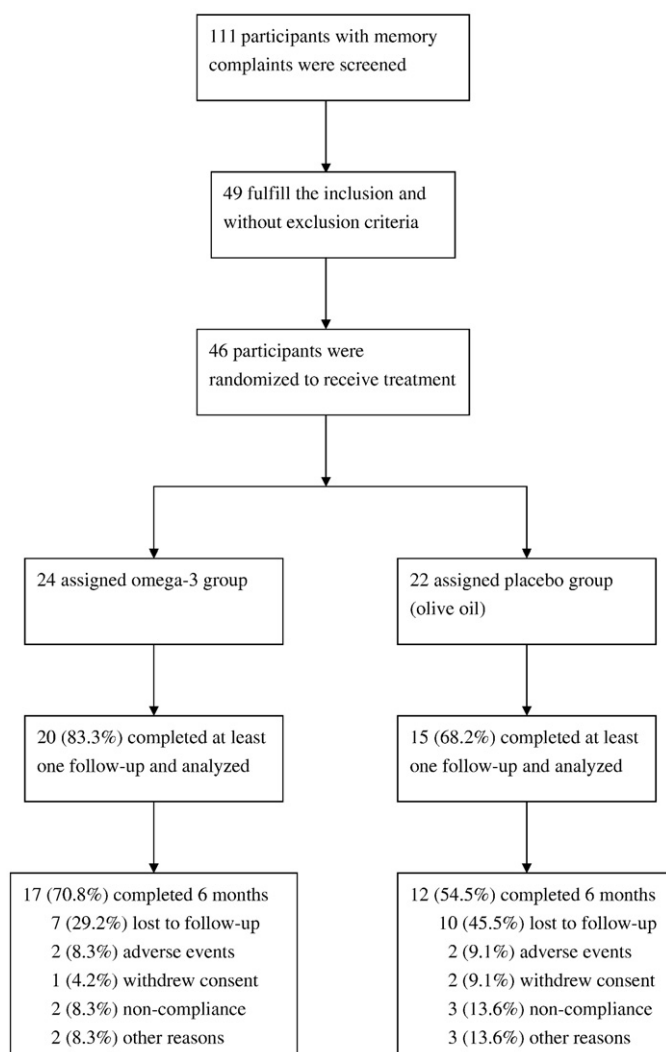 111 participants with memory
complaints were screened
49 fulfill the inclusion and
without exclusion criteria
46 participants were
randomized to receive treatment
24 assigned omega-3 group
22 assigned placebo group
(olive oil)
20 (83.3%) completed at least
one follow-up and analyzed
15 (68.2%) completed at least
one follow-up and analyzed
17 (70.8%) completed 6 months
7 (29.2%) lost to follow-up
2 (8.3%) adverse events
1 (4.2%) withdrew consent
2 (8.3%) non-compliance
2 (8.3%) other reasons
12 (54.5%) completed 6 months
10 (45.5%) lost to follow-up
2 (9.1%) adverse events
2 (9.1%) withdrew consent
3 (13.6%) non-compliance
3 (13.6%) other reasons